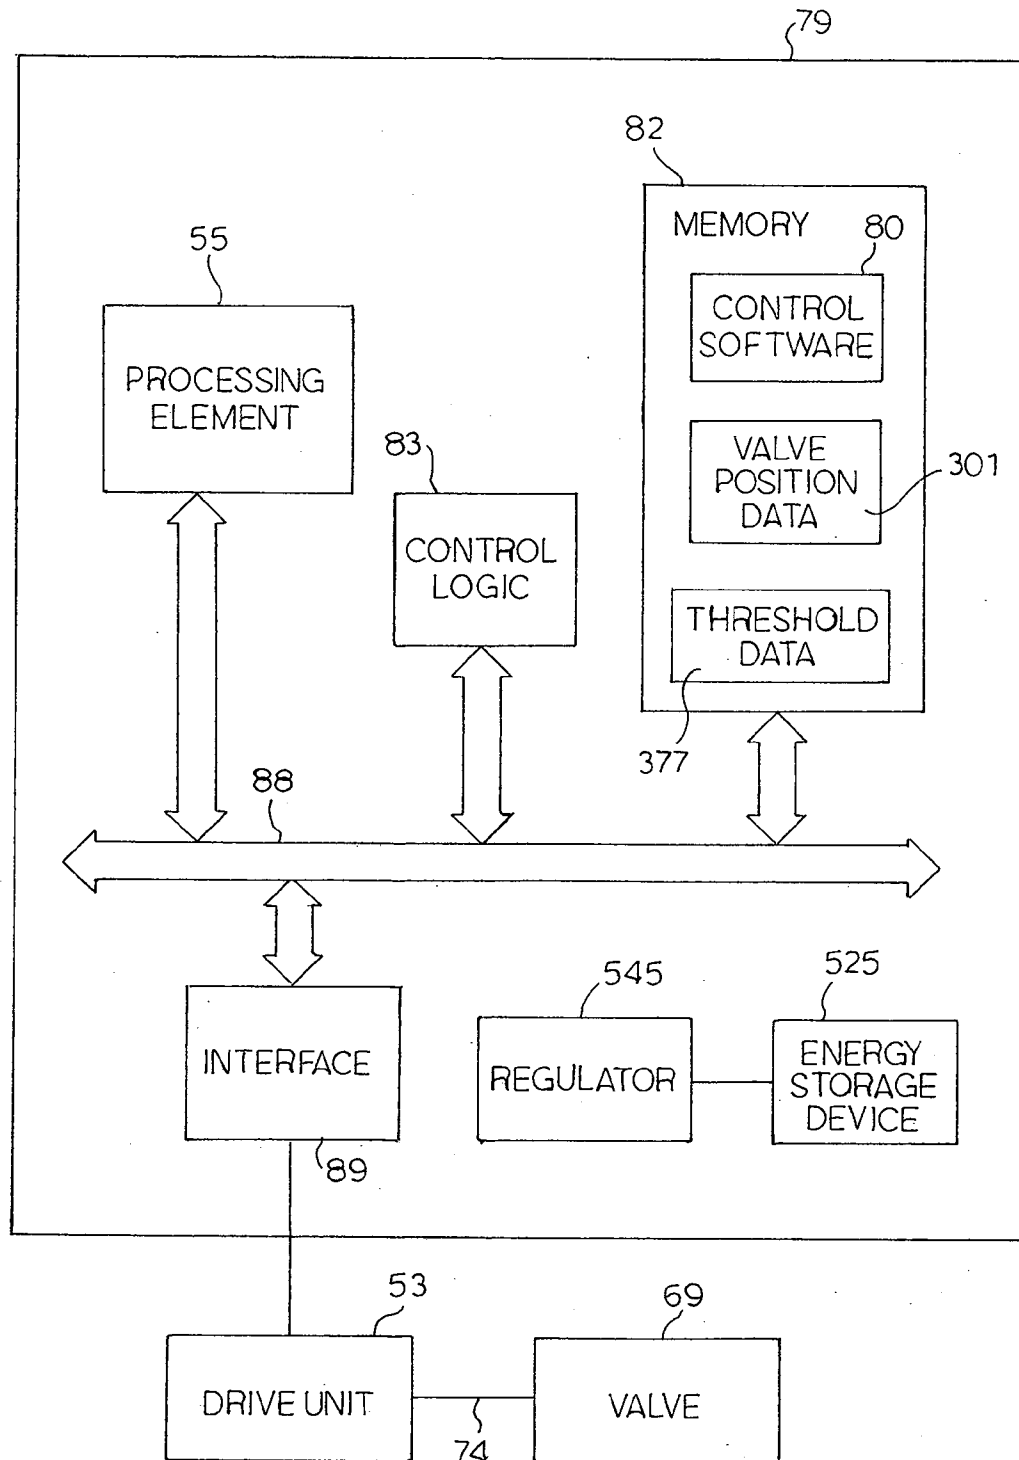 79
82
MEMORY
80
CONTROL
SOFTWARE
55
PROCESSING
ELEMENT
83
CONTROL
LOGIC
VALVE
POSITION
DATA
301
THRESHOLD
DATA
377
88
INTERFACE
89
545
REGULATOR
525
ENERGY
STORAGE
DEVICE
53
DRIVE UNIT
74
69
VALVE